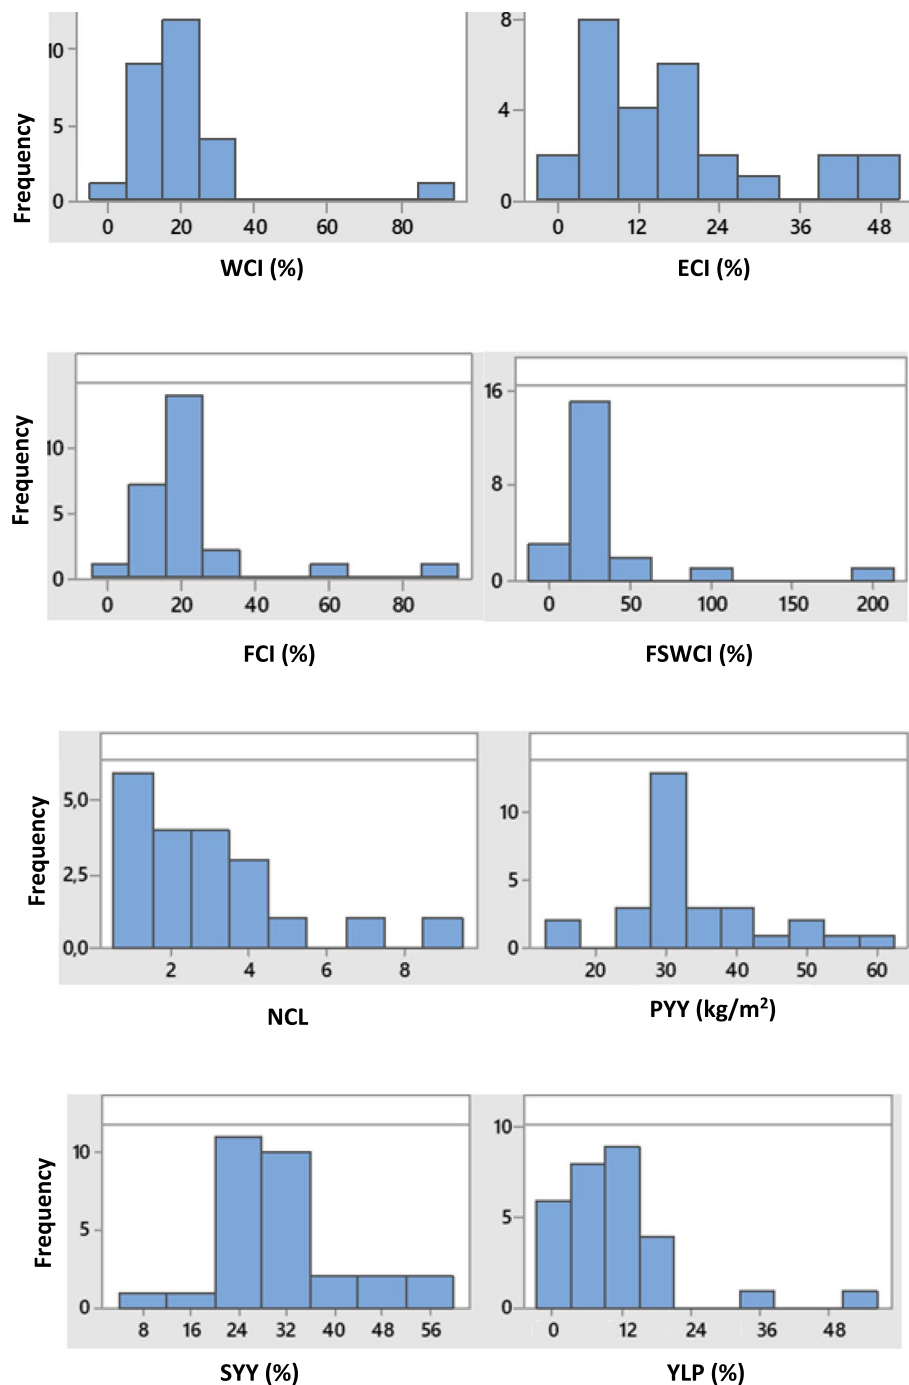 10
5
0
Frequency
0 20 40 60 80
WCI (%)
8
4
0
0 12 24 36 48
ECI (%)
10
5
0
Frequency
0 20 40 60 80
FCI (%)
16
8
0
0 50 100 150 200
FSWCI (%)
5,0
2,5
0,0
Frequency
2 4 6 8
NCL
10
5
0
20 30 40 50 60
PYY (kg/m²)
10
5
0
Frequency
8 16 24 32 40 48 56
SYY (%)
10
5
0
0 12 24 36 48
YLP (%)